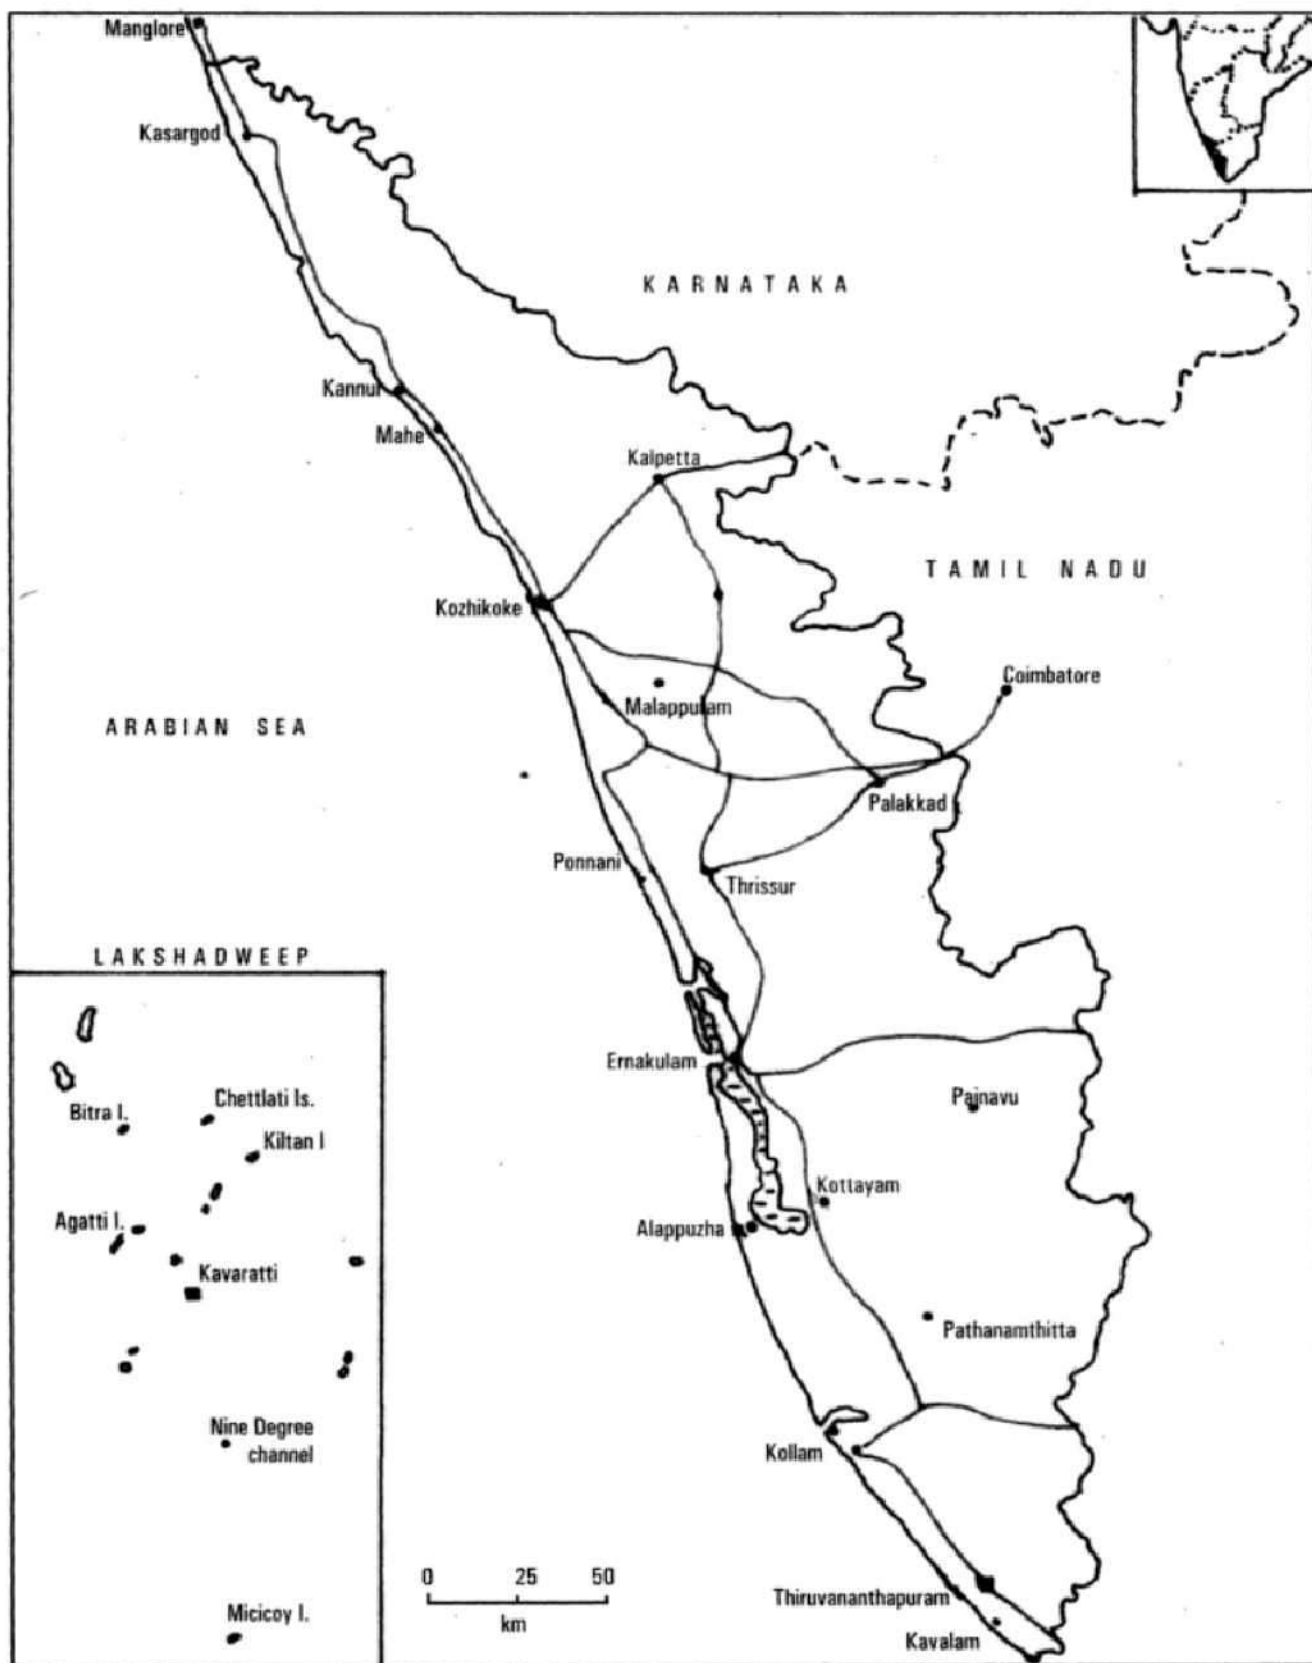 Manglore
Kasargod
KARNATAKA
Kannur
Mahe
Kalpetta
TAMIL NADU
Kozhikoke
Coimbatore
Malappulam
ARABIAN SEA
Palakkad
Ponnani
Thrissur
LAKSHADWEEP
Ernakulam
Painavu
Bitra I.
Chettlati Is.
Kiltan I
Kottayam
Agatti I.
Alappuzha
Kavaratti
Pathanamthitta
Nine Degree
channel
Kollam
0 25 50
km
Thiruvananthapuram
Micicoy I.
Kavalam